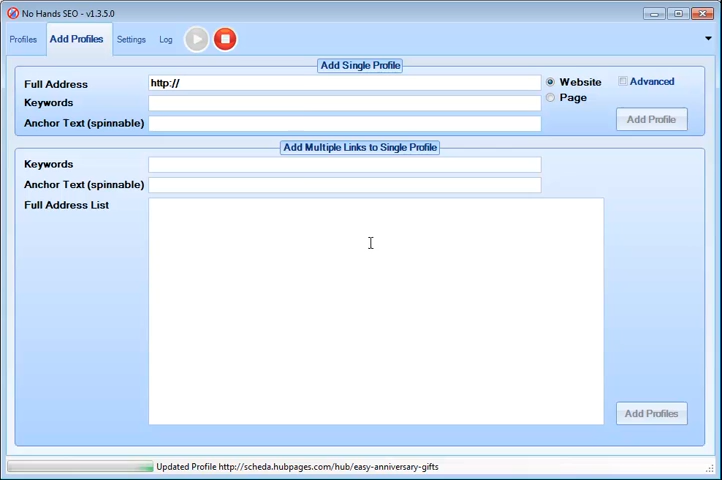 No Hands SEO - v1.3.5.0
Profiles Add Profiles Settings Log
Add Single Profile
Full Address http:// Website Advanced
Keywords Page
Anchor Text (spinnable) Add Profile
Add Multiple Links to Single Profile
Keywords
Anchor Text (spinnable)
Full Address List
Add Profiles
Updated Profile http://scheda.hubpages.com/hub/easy-anniversary-gifts